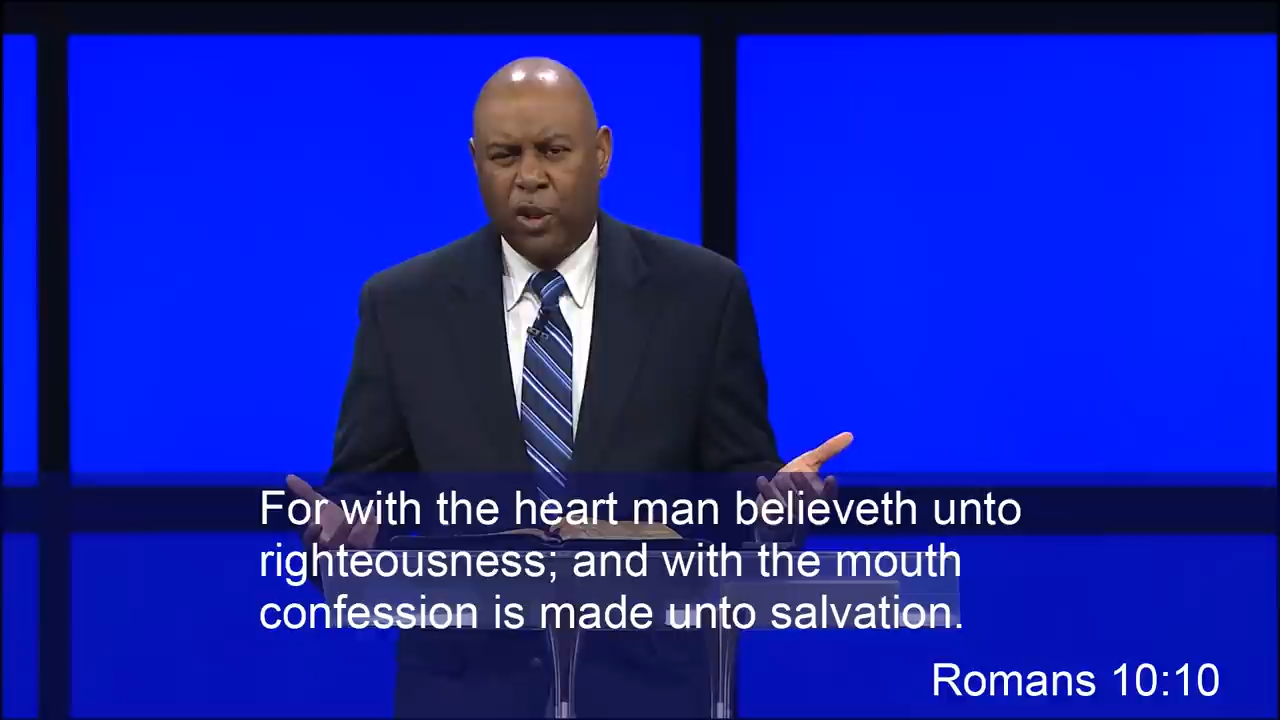 For with the heart man believeth unto
righteousness; and with the mouth
confession is made unto salvation.
Romans 10:10